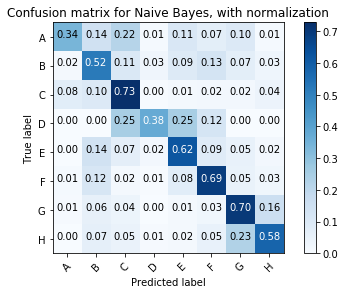 Confusion matrix for Naive Bayes, with normalization
A 0.34 0.14 0.22 0.01 0.11 0.07 0.10 0.01
B 0.02 0.52 0.11 0.03 0.09 0.13 0.07 0.03
C 0.08 0.10 0.73 0.00 0.01 0.02 0.02 0.04
D 0.00 0.00 0.25 0.38 0.25 0.12 0.00 0.00
E 0.00 0.14 0.07 0.02 0.62 0.09 0.05 0.02
F 0.01 0.12 0.02 0.01 0.08 0.69 0.05 0.03
G 0.01 0.06 0.04 0.00 0.01 0.03 0.70 0.16
H 0.00 0.07 0.05 0.01 0.02 0.05 0.23 0.58
A B C D E F G H
True label
Predicted label
0.7
0.6
0.5
0.4
0.3
0.2
0.1
0.0